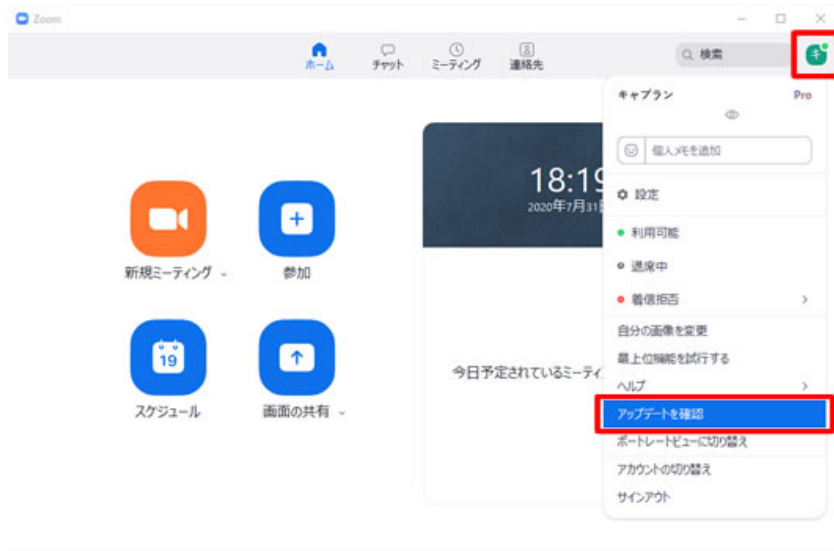 Zoom
ホーム
チャット
ミーティング
連絡先
検索
キ
キャプラン Pro
個人メモを追加
設定
利用可能
退席中
着信拒否
自分の画像を変更
最上位機能を試行する
ヘルプ
アップデートを確認
ポートレートビューに切り替え
アカウントの切り替え
サインアウト
18:19
2020年7月31日
新規ミーティング
参加
19
スケジュール
画面の共有
今日予定されているミーティ